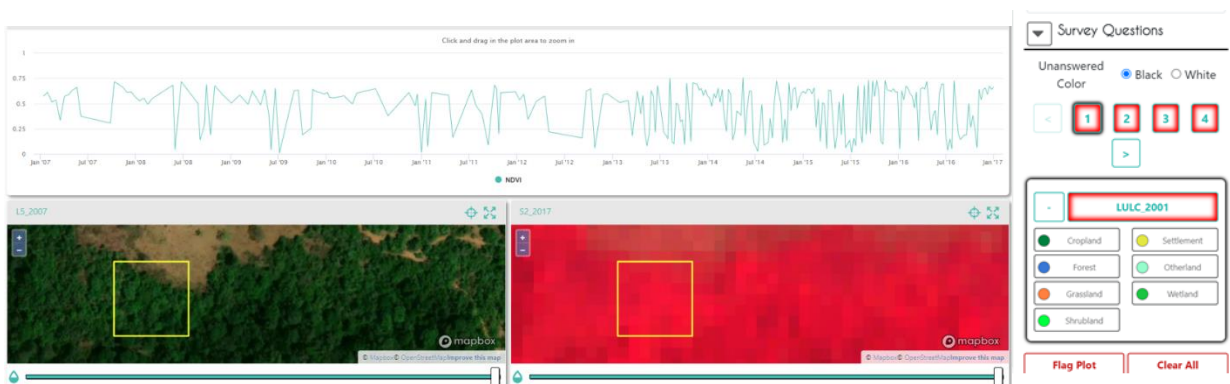 Click and drag in the plot area to zoom in
1
0.75
0.5
0.25
0
Jan '07 Jul '07 Jan '08 Jul '08 Jan '09 Jul '09 Jan '10 Jul '10 Jan '11 Jul '11 Jan '12 Jul '12 Jan '13 Jul '13 Jan '14 Jul '14 Jan '15 Jul '15 Jan '16 Jul '16 Jan '17
NDVI
L5_2007
+
-
mapbox
© Mapbox © OpenStreetMap Improve this map
S2_2017
+
-
mapbox
© Mapbox © OpenStreetMap Improve this map
Survey Questions
Unanswered
Color
Black White
< 1 2 3 4
>
- LULC_2001
Cropland Settlement
Forest Otherland
Grassland Wetland
Shrubland
Flag Plot Clear All